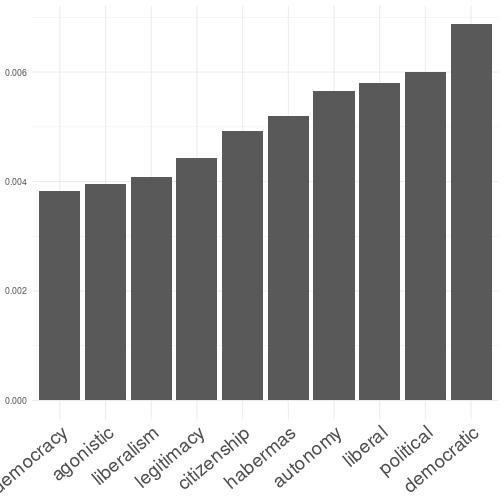 0.006
0.004
0.002
0.000
democracy
agonistic
liberalism
legitimacy
citizenship
habermas
autonomy
liberal
political
democratic